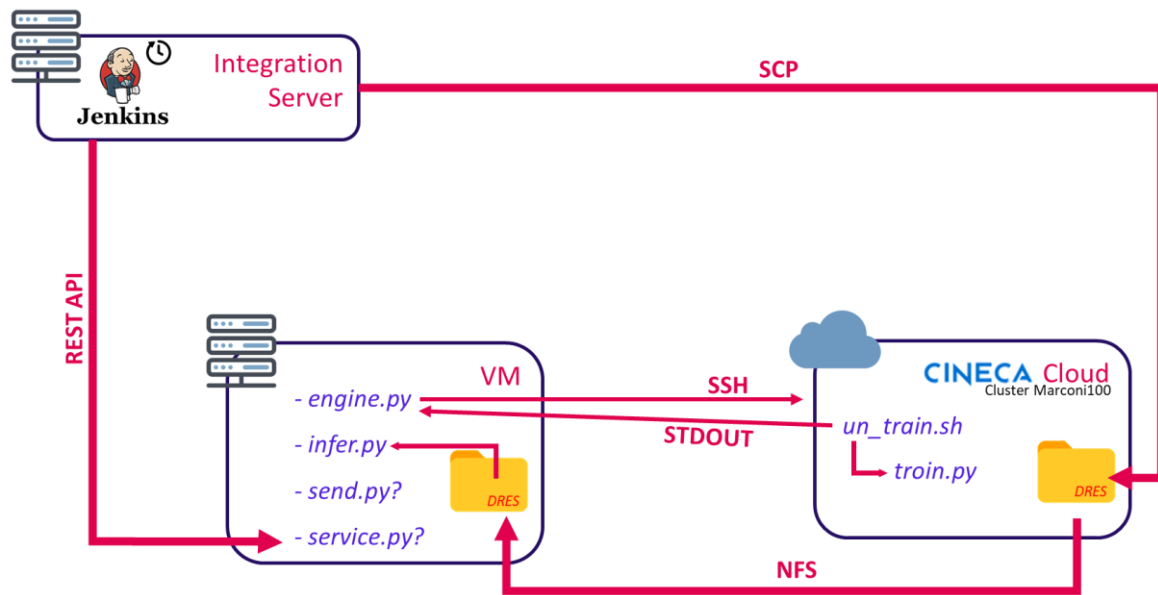 Integration
Server
Jenkins
SCP
REST API
VM
- engine.py
- infer.py
- send.py?
- service.py?
DRES
SSH
STDOUT
CINECA Cloud
Cluster Marconi100
un_train.sh
troin.py
DRES
NFS